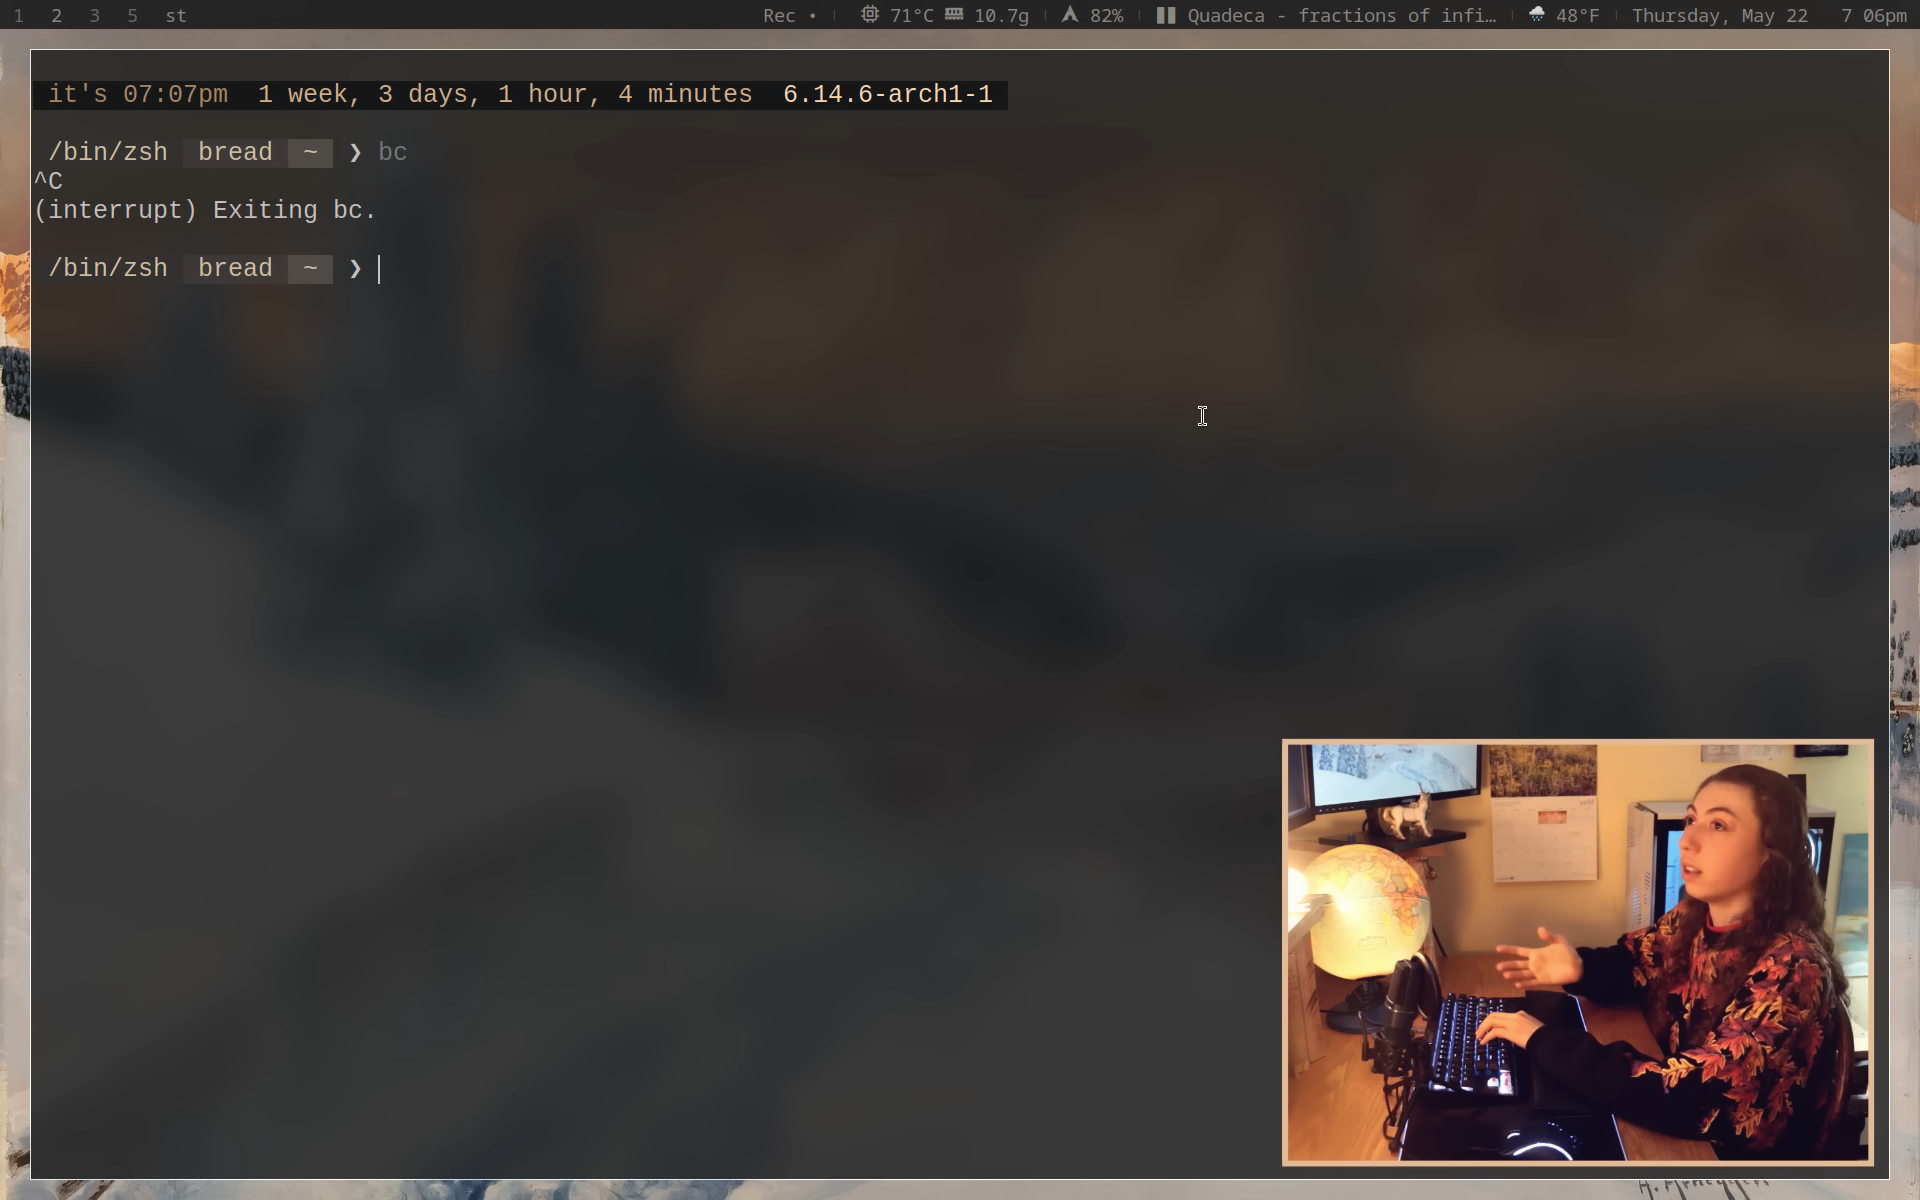 1 2 3 5 st Rec • 71°C 10.7g 82% Quadeca - fractions of infi… 48°F Thursday, May 22 7 06pm
it's 07:07pm 1 week, 3 days, 1 hour, 4 minutes 6.14.6-arch1-1
/bin/zsh bread ~ ❯ bc
^C
(interrupt) Exiting bc.
/bin/zsh bread ~ ❯